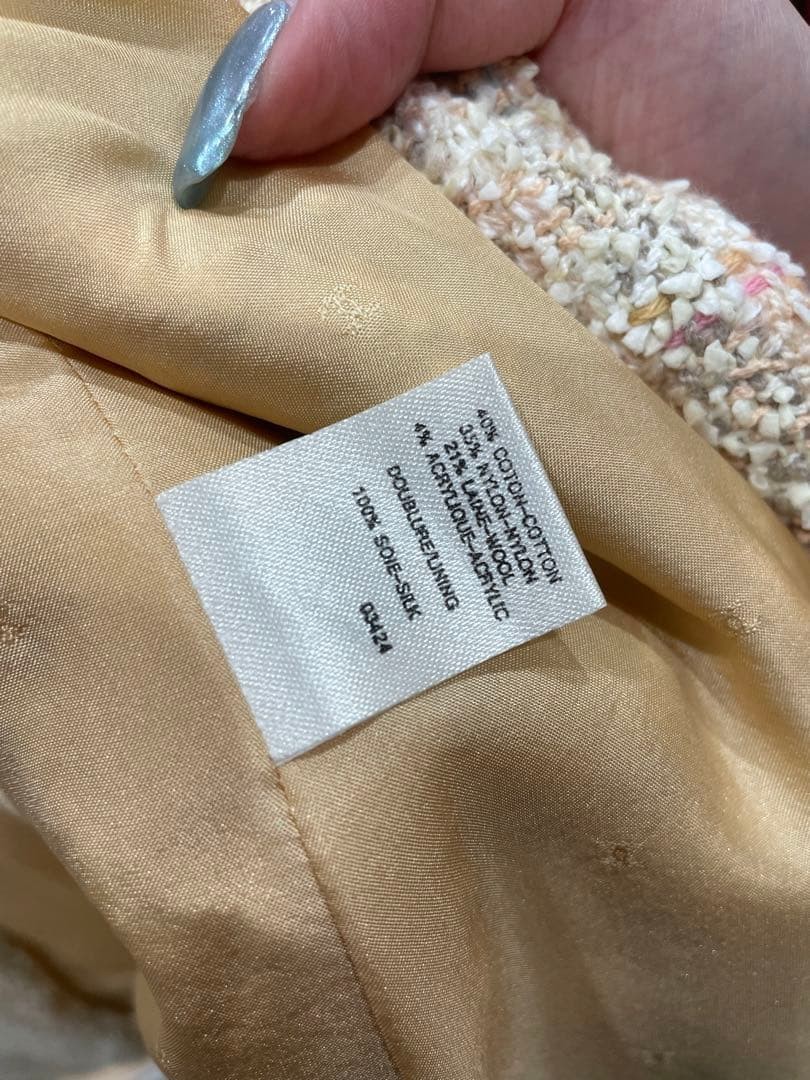 40% COTON-COTTON
35% NYLON-NYLON
21% LAINE-WOOL
4% ACRYLIQUE-ACRYLIC
DOUBLURE/LINING
100% SOIE-SILK
03424